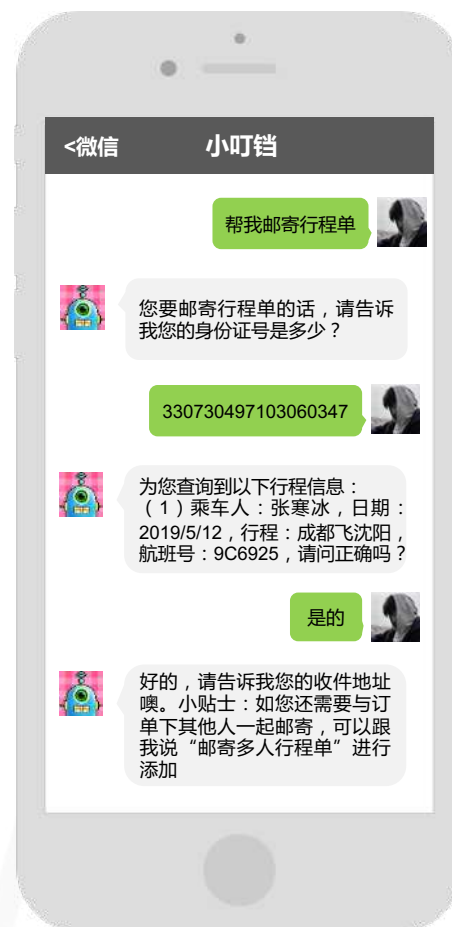 <微信 小叮铛
帮我邮寄行程单
您要邮寄行程单的话，请告诉
我您的身份证号是多少？
330730497103060347
为您查询到以下行程信息：
（1）乘车人：张寒冰，日期：
2019/5/12，行程：成都飞沈阳，
航班号：9C6925，请问正确吗？
是的
好的，请告诉我您的收件地址
噢。小贴士：如您还需要与订
单下其他人一起邮寄，可以跟
我说“邮寄多人行程单”进行
添加